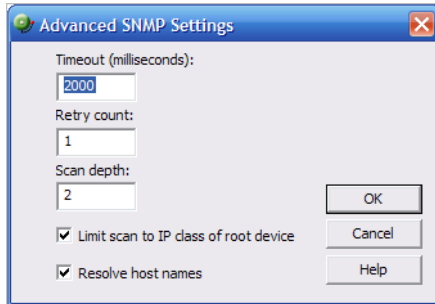 Advanced SNMP Settings
Timeout (milliseconds):
2000
Retry count:
1
Scan depth:
2
OK
Limit scan to IP class of root device
Cancel
Resolve host names
Help